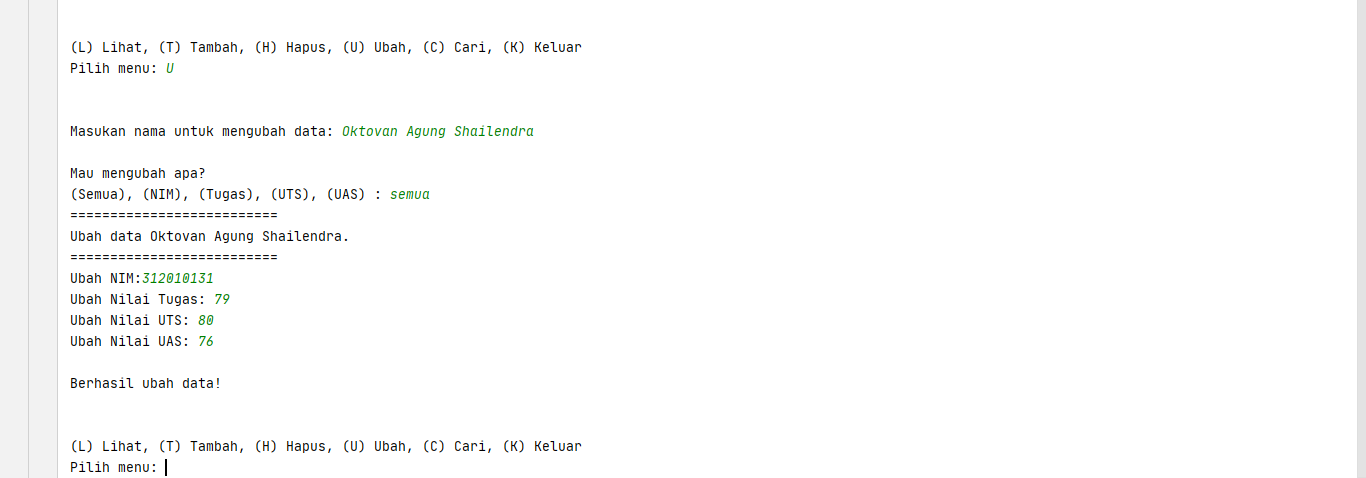 (L) Lihat, (T) Tambah, (H) Hapus, (U) Ubah, (C) Cari, (K) Keluar
Pilih menu: U
Masukan nama untuk mengubah data: Oktovan Agung Shailendra
Mau mengubah apa?
(Semua), (NIM), (Tugas), (UTS), (UAS) : semua
==========================
Ubah data Oktovan Agung Shailendra.
==========================
Ubah NIM:312010131
Ubah Nilai Tugas: 79
Ubah Nilai UTS: 80
Ubah Nilai UAS: 76
Berhasil ubah data!
(L) Lihat, (T) Tambah, (H) Hapus, (U) Ubah, (C) Cari, (K) Keluar
Pilih menu: